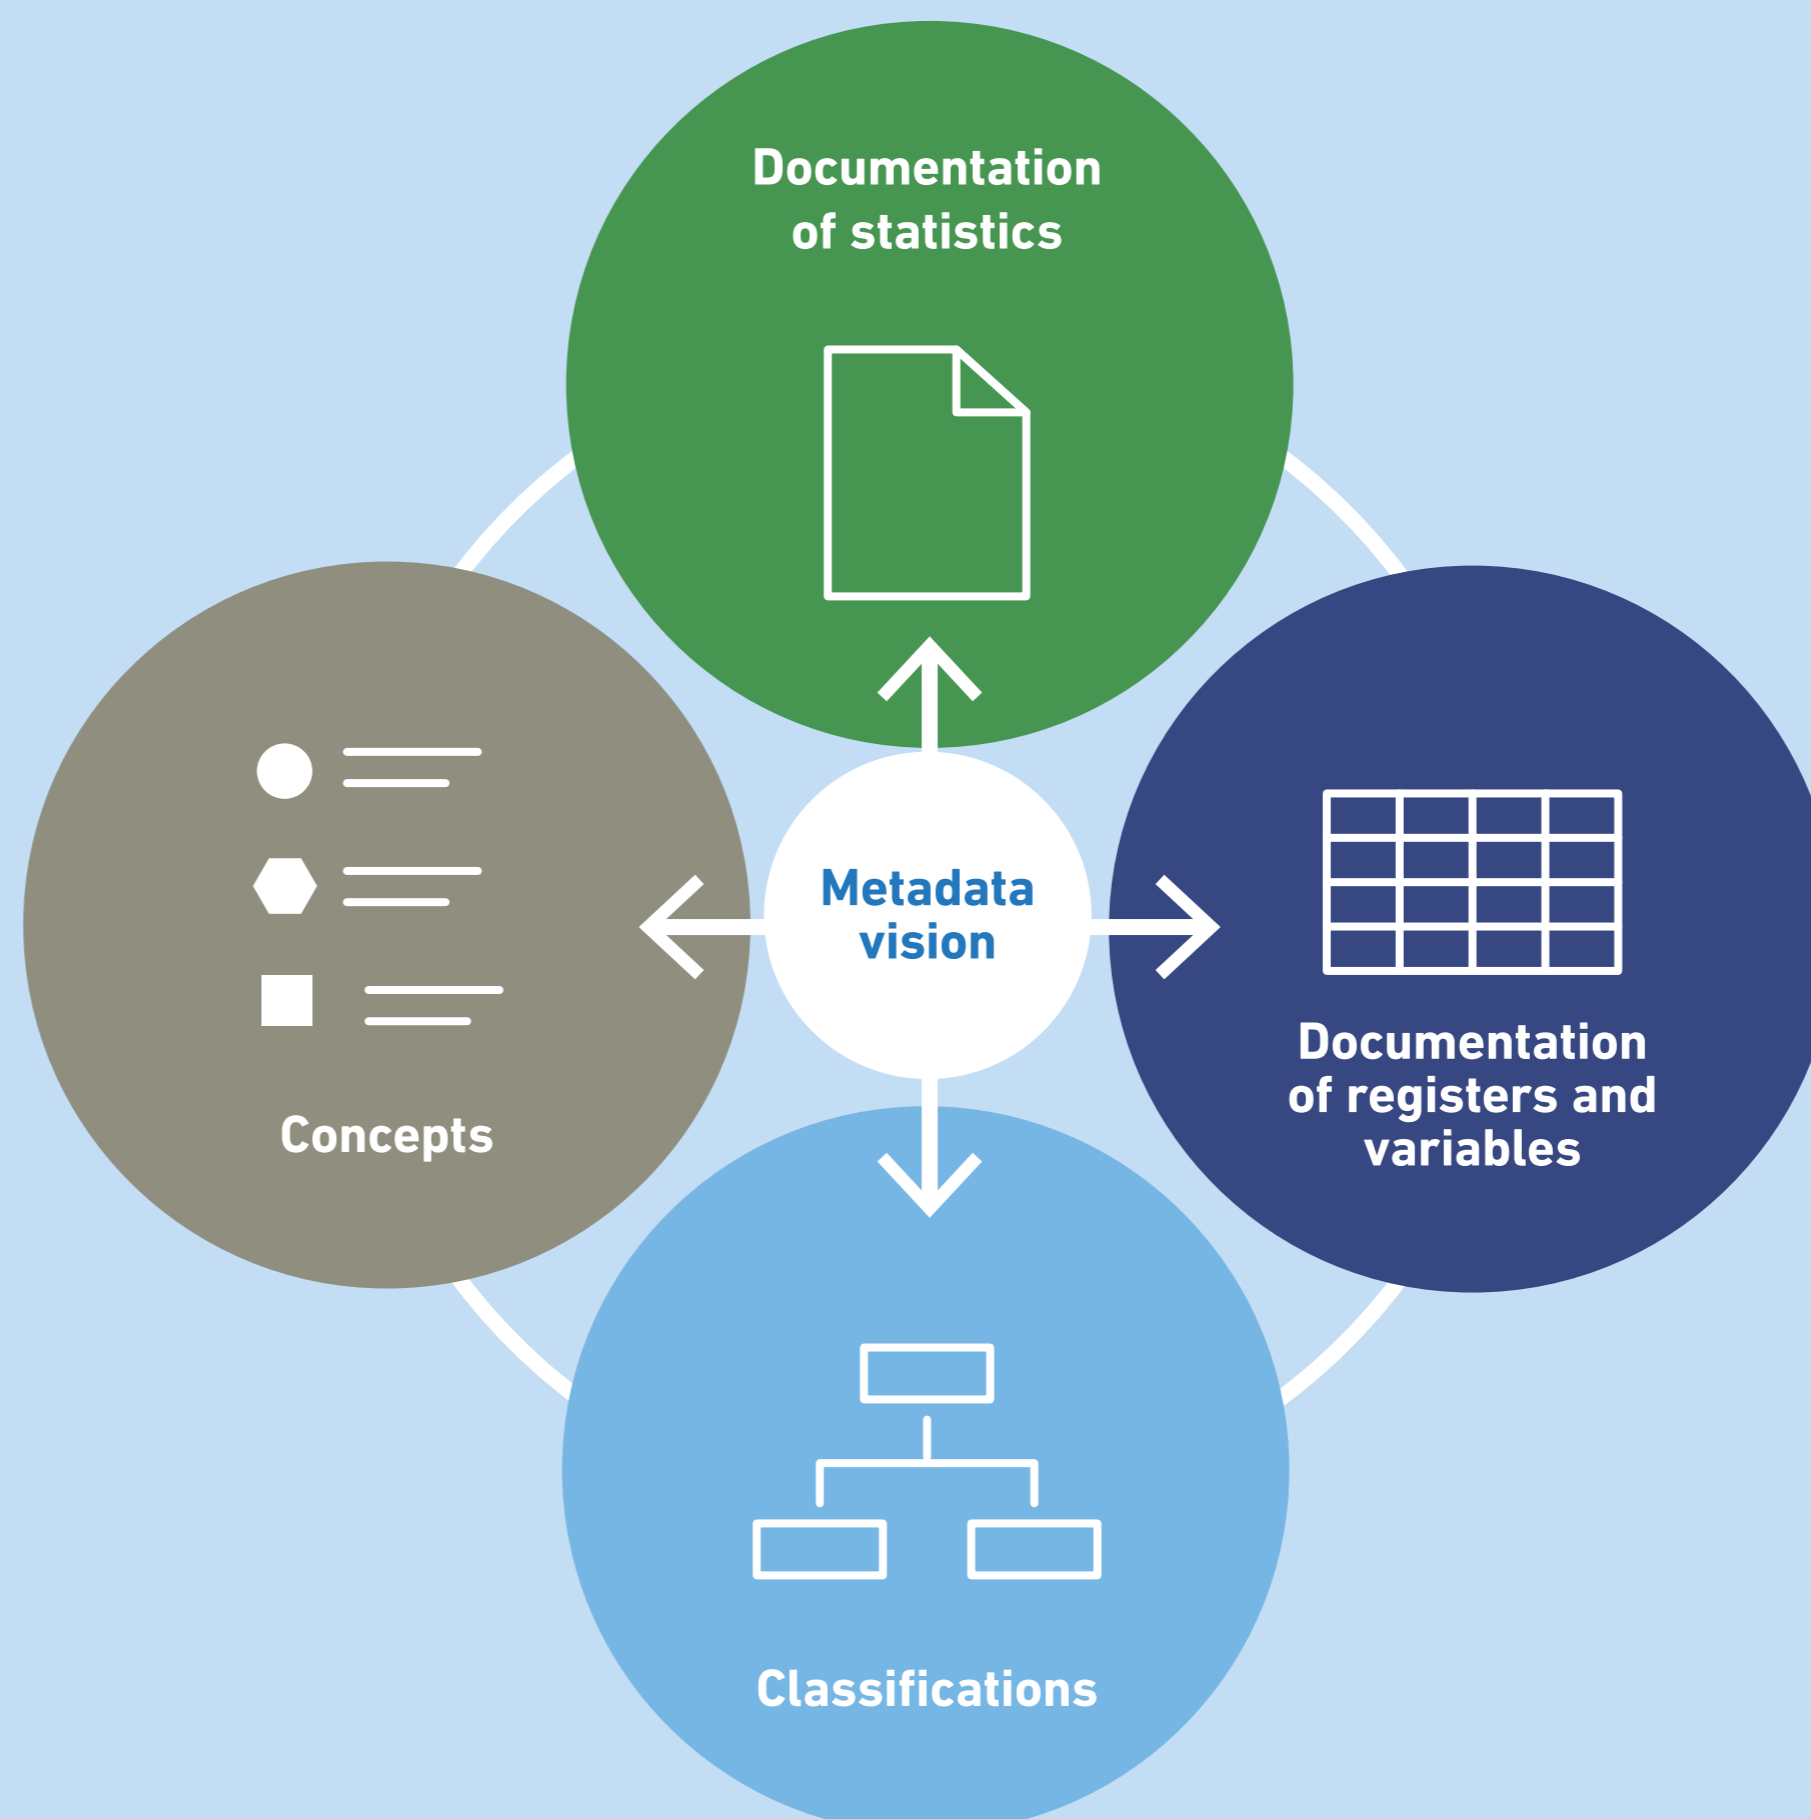 Documentation
of statistics
Metadata
vision
Concepts
Documentation
of registers and
variables
Classifications